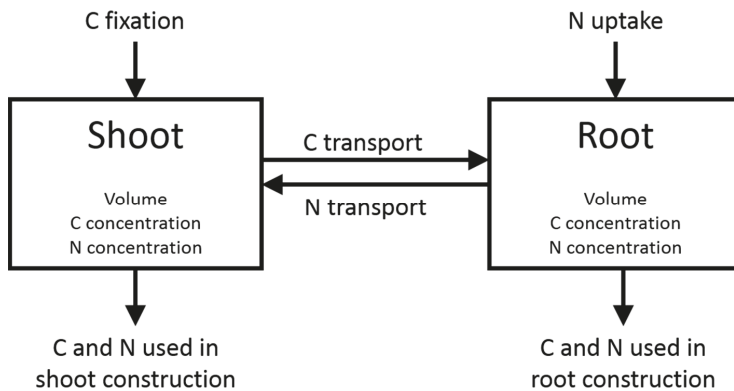 C fixation
N uptake
Shoot
Volume
C concentration
N concentration
C transport
N transport
Root
Volume
C concentration
N concentration
C and N used in
shoot construction
C and N used in
root construction